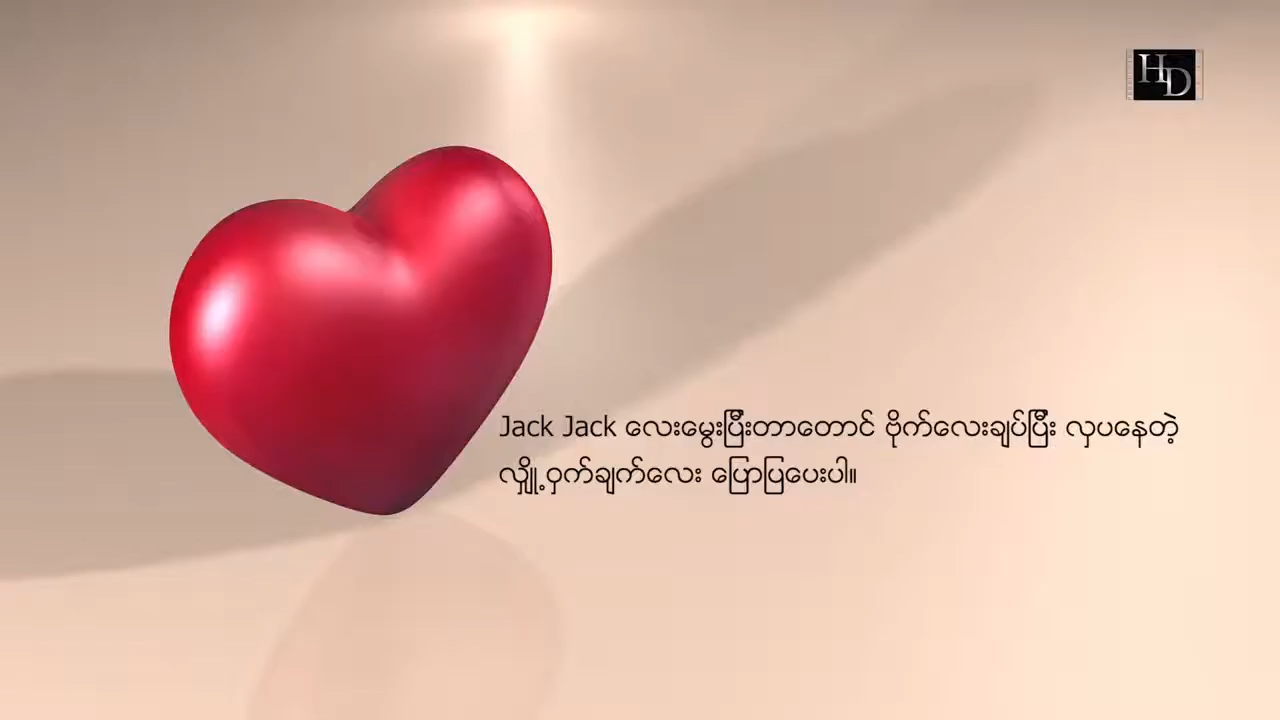 HD
Jack Jack လေးမွေးပြီးတာတောင် ဗိုက်လေးချပ်ပြီး လှပနေတဲ့
လျှို့ဝှက်ချက်လေး ပြောပြပေးပါ။